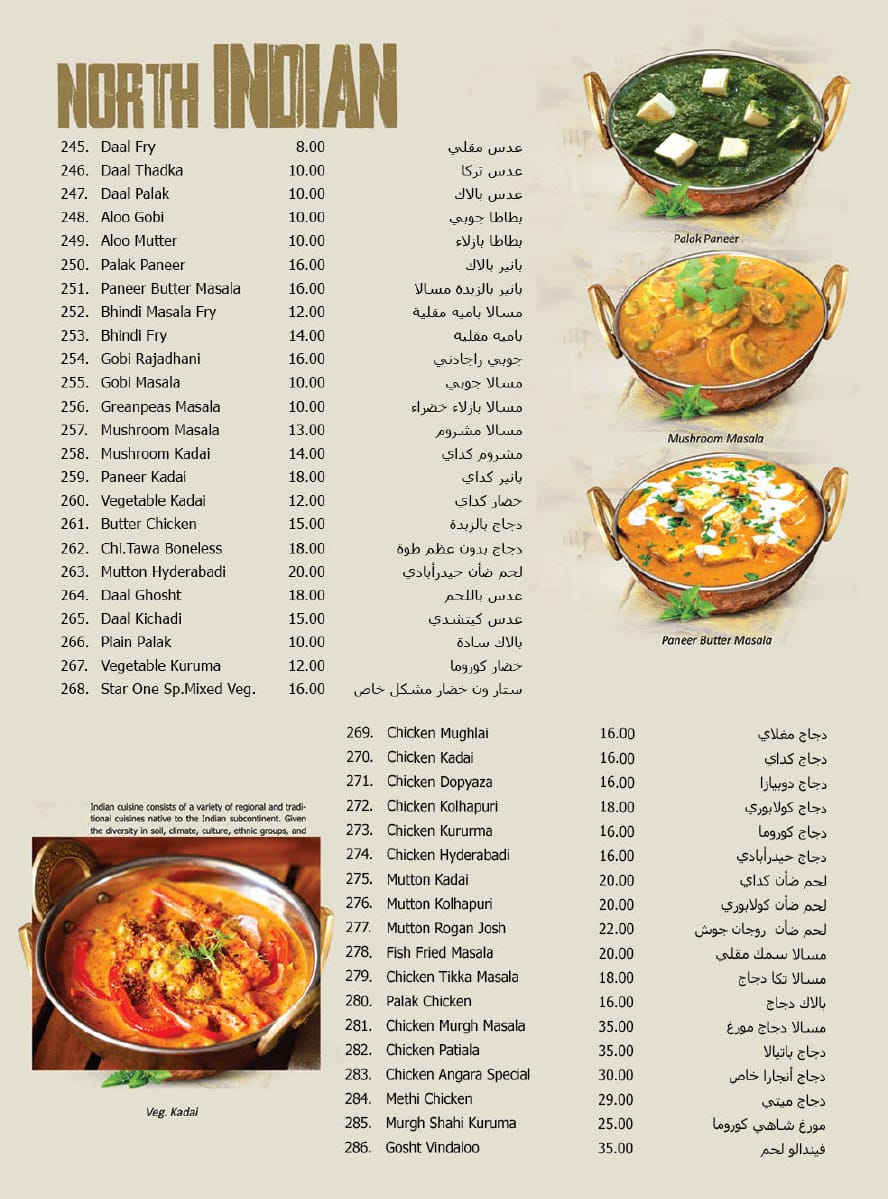 NORTH INDIAN
245. Daal Fry 8.00 عدس مقلي
246. Daal Thadka 10.00 عدس تركا
247. Daal Palak 10.00 عدس بالاك
248. Aloo Gobi 10.00 بطاطا جوبي
249. Aloo Mutter 10.00 بطاطا بازلاء
250. Palak Paneer 16.00 بانير بالاك
251. Paneer Butter Masala 16.00 بانير بالزبدة مسالا
252. Bhindi Masala Fry 12.00 مسالا باميه مقلية
253. Bhindi Fry 14.00 باميه مقلية
254. Gobi Rajadhani 16.00 جوبي راجادني
255. Gobi Masala 10.00 مسالا جوبي
256. Greanpeas Masala 10.00 مسالا بازلاء خضراء
257. Mushroom Masala 13.00 مسالا مشروم
258. Mushroom Kadai 14.00 مشروم كداي
259. Paneer Kadai 18.00 بانير كداي
260. Vegetable Kadai 12.00 خضار كداي
261. Butter Chicken 15.00 دجاج بالزبدة
262. Chi.Tawa Boneless 18.00 دجاج بدون عظم طوة
263. Mutton Hyderabadi 20.00 لحم ضأن حيدرأبادي
264. Daal Ghosht 18.00 عدس باللحم
265. Daal Kichadi 15.00 عدس كيتشدي
266. Plain Palak 10.00 بالاك سادة
267. Vegetable Kuruma 12.00 خضار كوروما
268. Star One Sp.Mixed Veg. 16.00 ستار ون خضار مشكل خاص
Palak Paneer
Mushroom Masala
Paneer Butter Masala
269. Chicken Mughlai 16.00 دجاج مغلاي
270. Chicken Kadai 16.00 دجاج كداي
271. Chicken Dopyaza 16.00 دجاج دوبيازا
272. Chicken Kolhapuri 18.00 دجاج كولابوري
273. Chicken Kururma 16.00 دجاج كوروما
274. Chicken Hyderabadi 16.00 دجاج حيدرأبادي
275. Mutton Kadai 20.00 لحم ضأن كداي
276. Mutton Kolhapuri 20.00 لحم ضأن كولابوري
277. Mutton Rogan Josh 22.00 لحم ضأن روجان جوش
278. Fish Fried Masala 20.00 مسالا سمك مقلي
279. Chicken Tikka Masala 18.00 مسالا تكا دجاج
280. Palak Chicken 16.00 بالاك دجاج
281. Chicken Murgh Masala 35.00 مسالا دجاج مورغ
282. Chicken Patiala 35.00 دجاج باتيالا
283. Chicken Angara Special 30.00 دجاج أنجارا خاص
284. Methi Chicken 29.00 دجاج ميتي
285. Murgh Shahi Kuruma 25.00 مورغ شاهي كوروما
286. Gosht Vindaloo 35.00 فيندالو لحم
Indian cuisine consists of a variety of regional and tradi-
tional cuisines native to the Indian subcontinent. Given
the diversity in soil, climate, culture, ethnic groups, and
Veg. Kadai